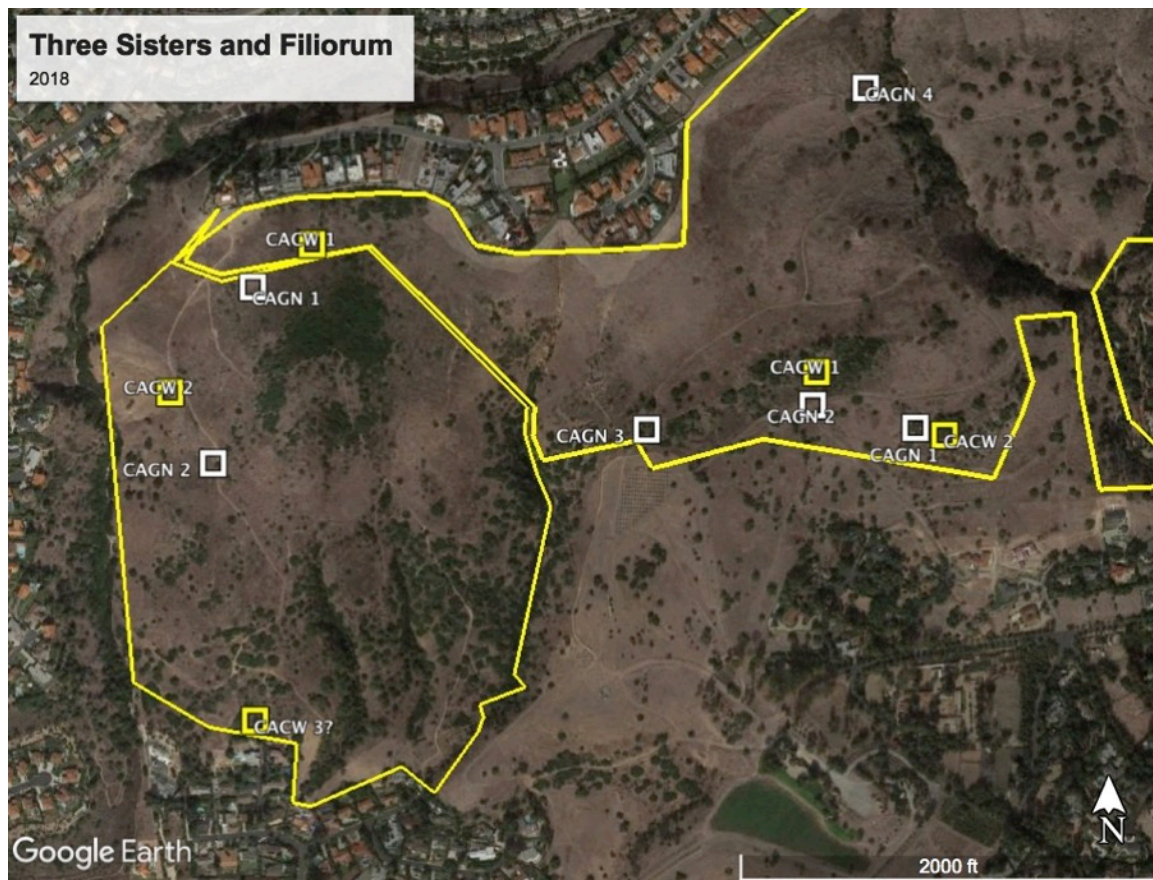 Three Sisters and Filiorum
2018
CAGN 4
CACW 1
CAGN 1
CACW 2
CACW 1
CAGN 2
CAGN 3
CAGN 1
CACW 2
CAGN 2
CACW 3?
Google Earth
N
2000 ft